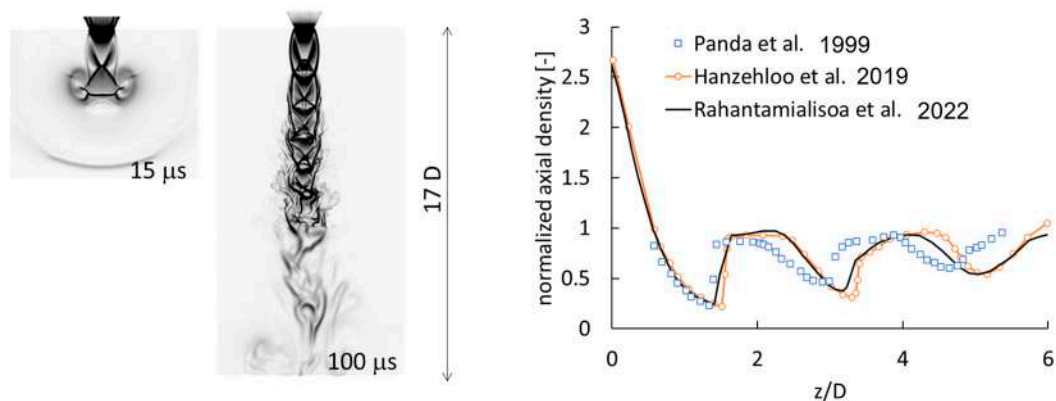 15 µs
100 µs
17 D
normalized axial density [-]
3
2.5
2
1.5
1
0.5
0
Panda et al. 1999
Hanzehloo et al. 2019
Rahantamialisoa et al. 2022
0 2 4 6
z/D